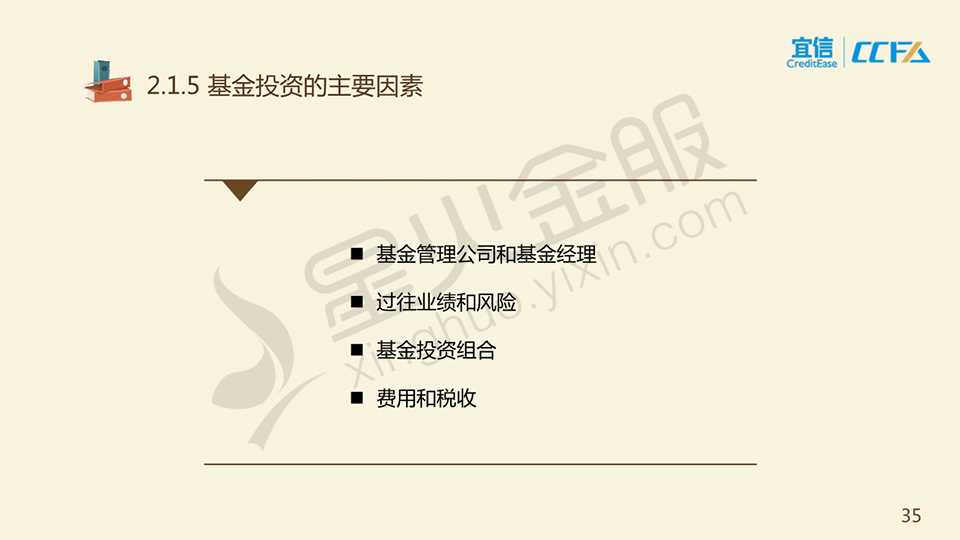 宜信
CreditEase
CCFA
2.1.5 基金投资的主要因素
星火金服
xinghuo.yixin.com
■ 基金管理公司和基金经理
■ 过往业绩和风险
■ 基金投资组合
■ 费用和税收
35